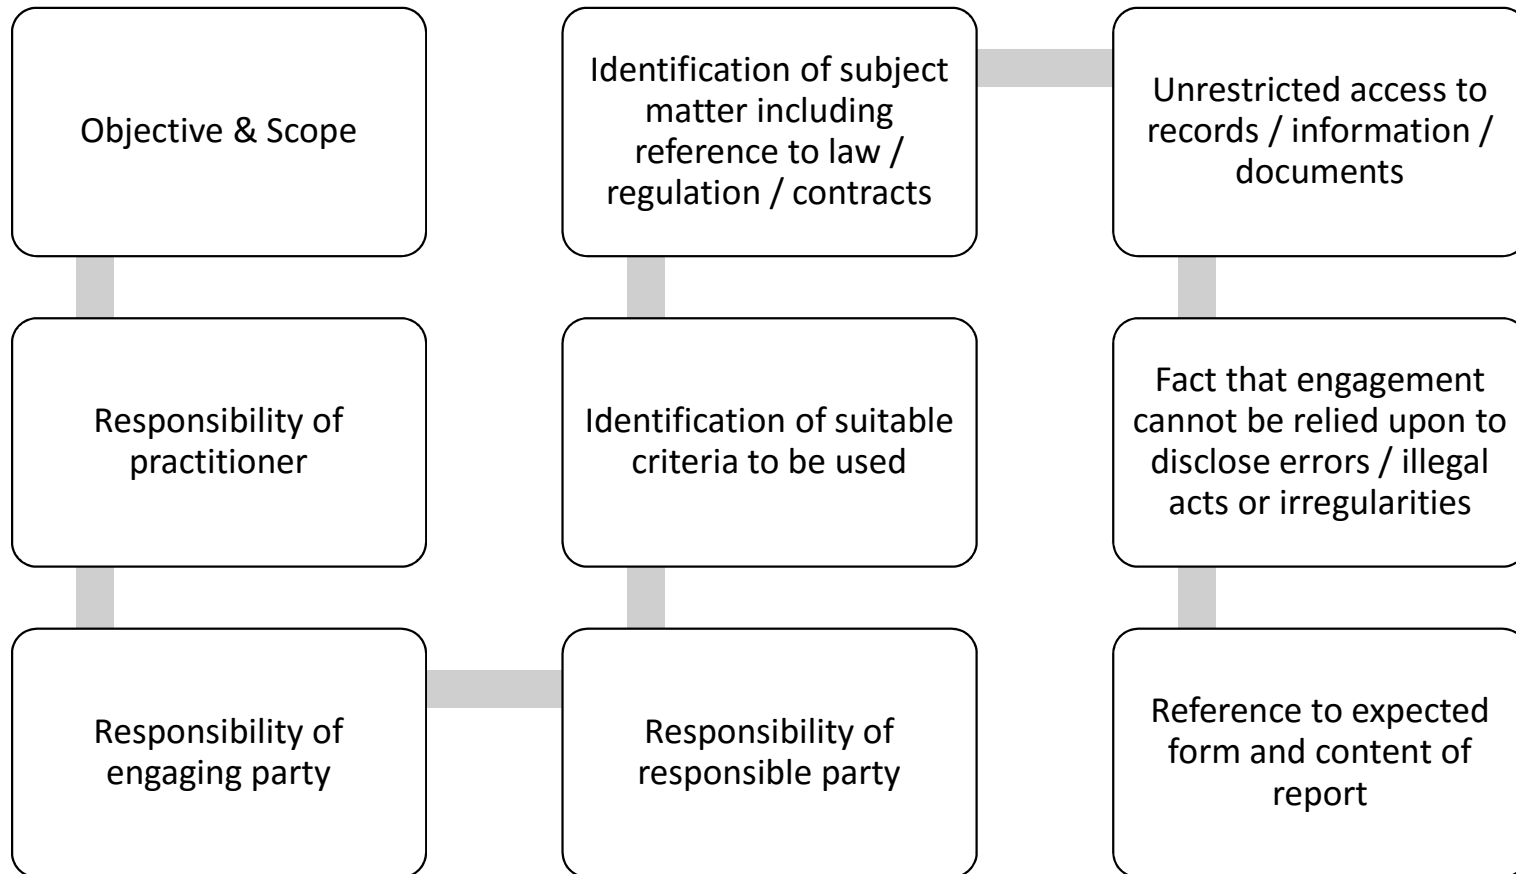 Objective & Scope
Responsibility of
practitioner
Responsibility of
engaging party
Responsibility of
responsible party
Identification of suitable
criteria to be used
Identification of subject
matter including
reference to law /
regulation / contracts
Unrestricted access to
records / information /
documents
Fact that engagement
cannot be relied upon to
disclose errors / illegal
acts or irregularities
Reference to expected
form and content of
report